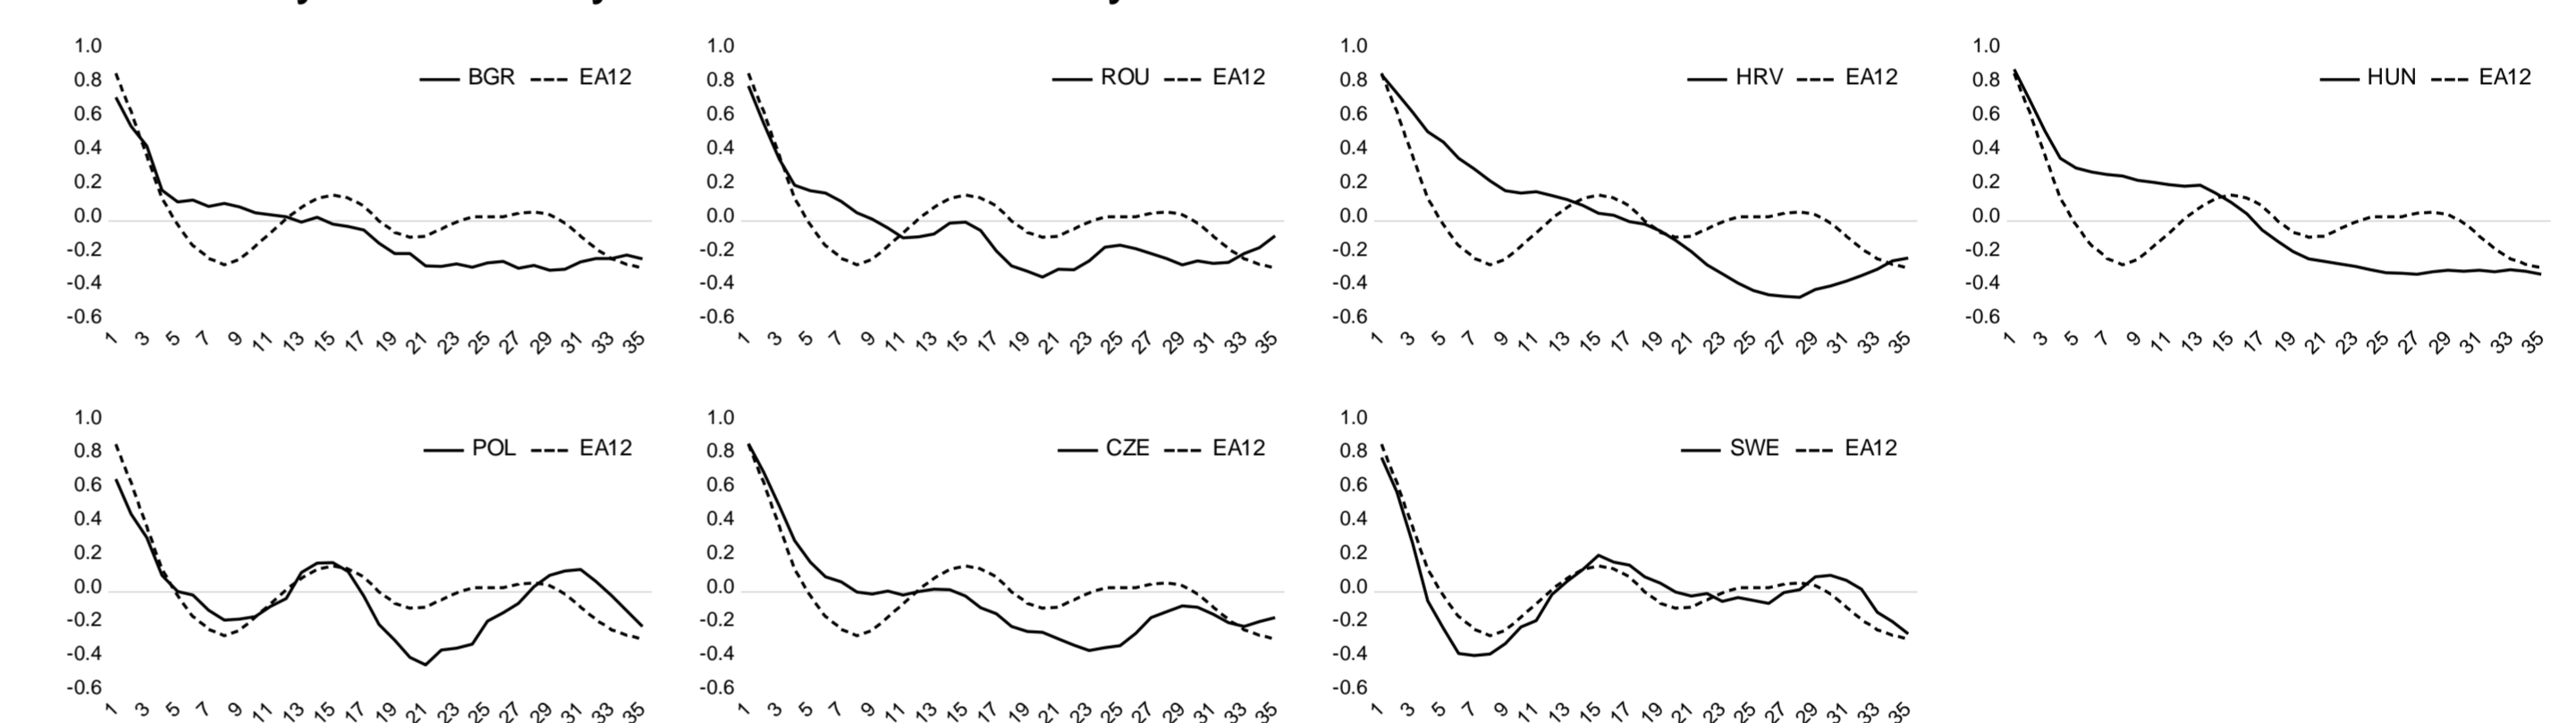 1.0 1.0 1.0 1.0
0.8 BGR EA12 0.8 ROU EA12 0.8 HRV EA12 0.8 HUN EA12
0.6 0.6 0.6 0.6
0.4 0.4 0.4 0.4
0.2 0.2 0.2 0.2
0.0 0.0 0.0 0.0
-0.2 -0.2 -0.2 -0.2
-0.4 -0.4 -0.4 -0.4
-0.6 -0.6 -0.6 -0.6
1 3 5 7 9 11 13 15 17 19 21 23 25 27 29 31 33 35 1 3 5 7 9 11 13 15 17 19 21 23 25 27 29 31 33 35 1 3 5 7 9 11 13 15 17 19 21 23 25 27 29 31 33 35 1 3 5 7 9 11 13 15 17 19 21 23 25 27 29 31 33 35
1.0 1.0 1.0
0.8 POL EA12 0.8 CZE EA12 0.8 SWE EA12
0.6 0.6 0.6
0.4 0.4 0.4
0.2 0.2 0.2
0.0 0.0 0.0
-0.2 -0.2 -0.2
-0.4 -0.4 -0.4
-0.6 -0.6 -0.6
1 3 5 7 9 11 13 15 17 19 21 23 25 27 29 31 33 35 1 3 5 7 9 11 13 15 17 19 21 23 25 27 29 31 33 35 1 3 5 7 9 11 13 15 17 19 21 23 25 27 29 31 33 35